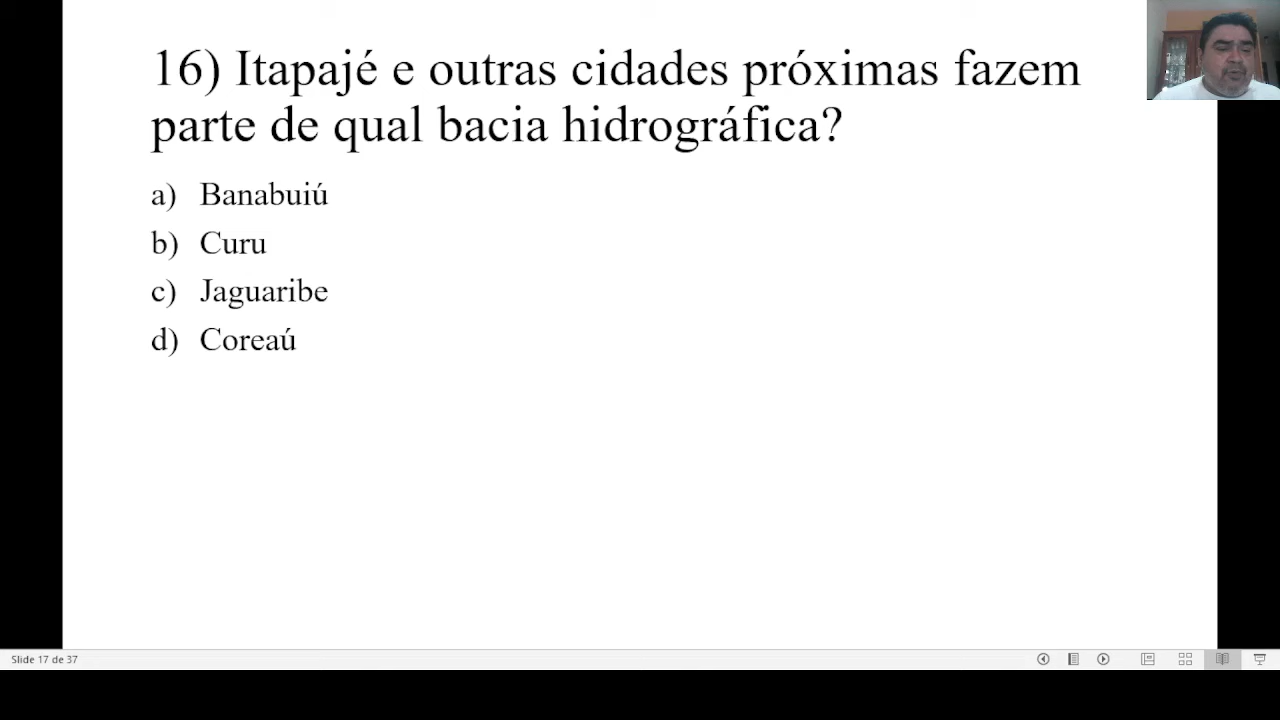 16) Itapajé e outras cidades próximas fazem
parte de qual bacia hidrográfica?
a) Banabuiú
b) Curu
c) Jaguaribe
d) Coreaú
Slide 17 de 37